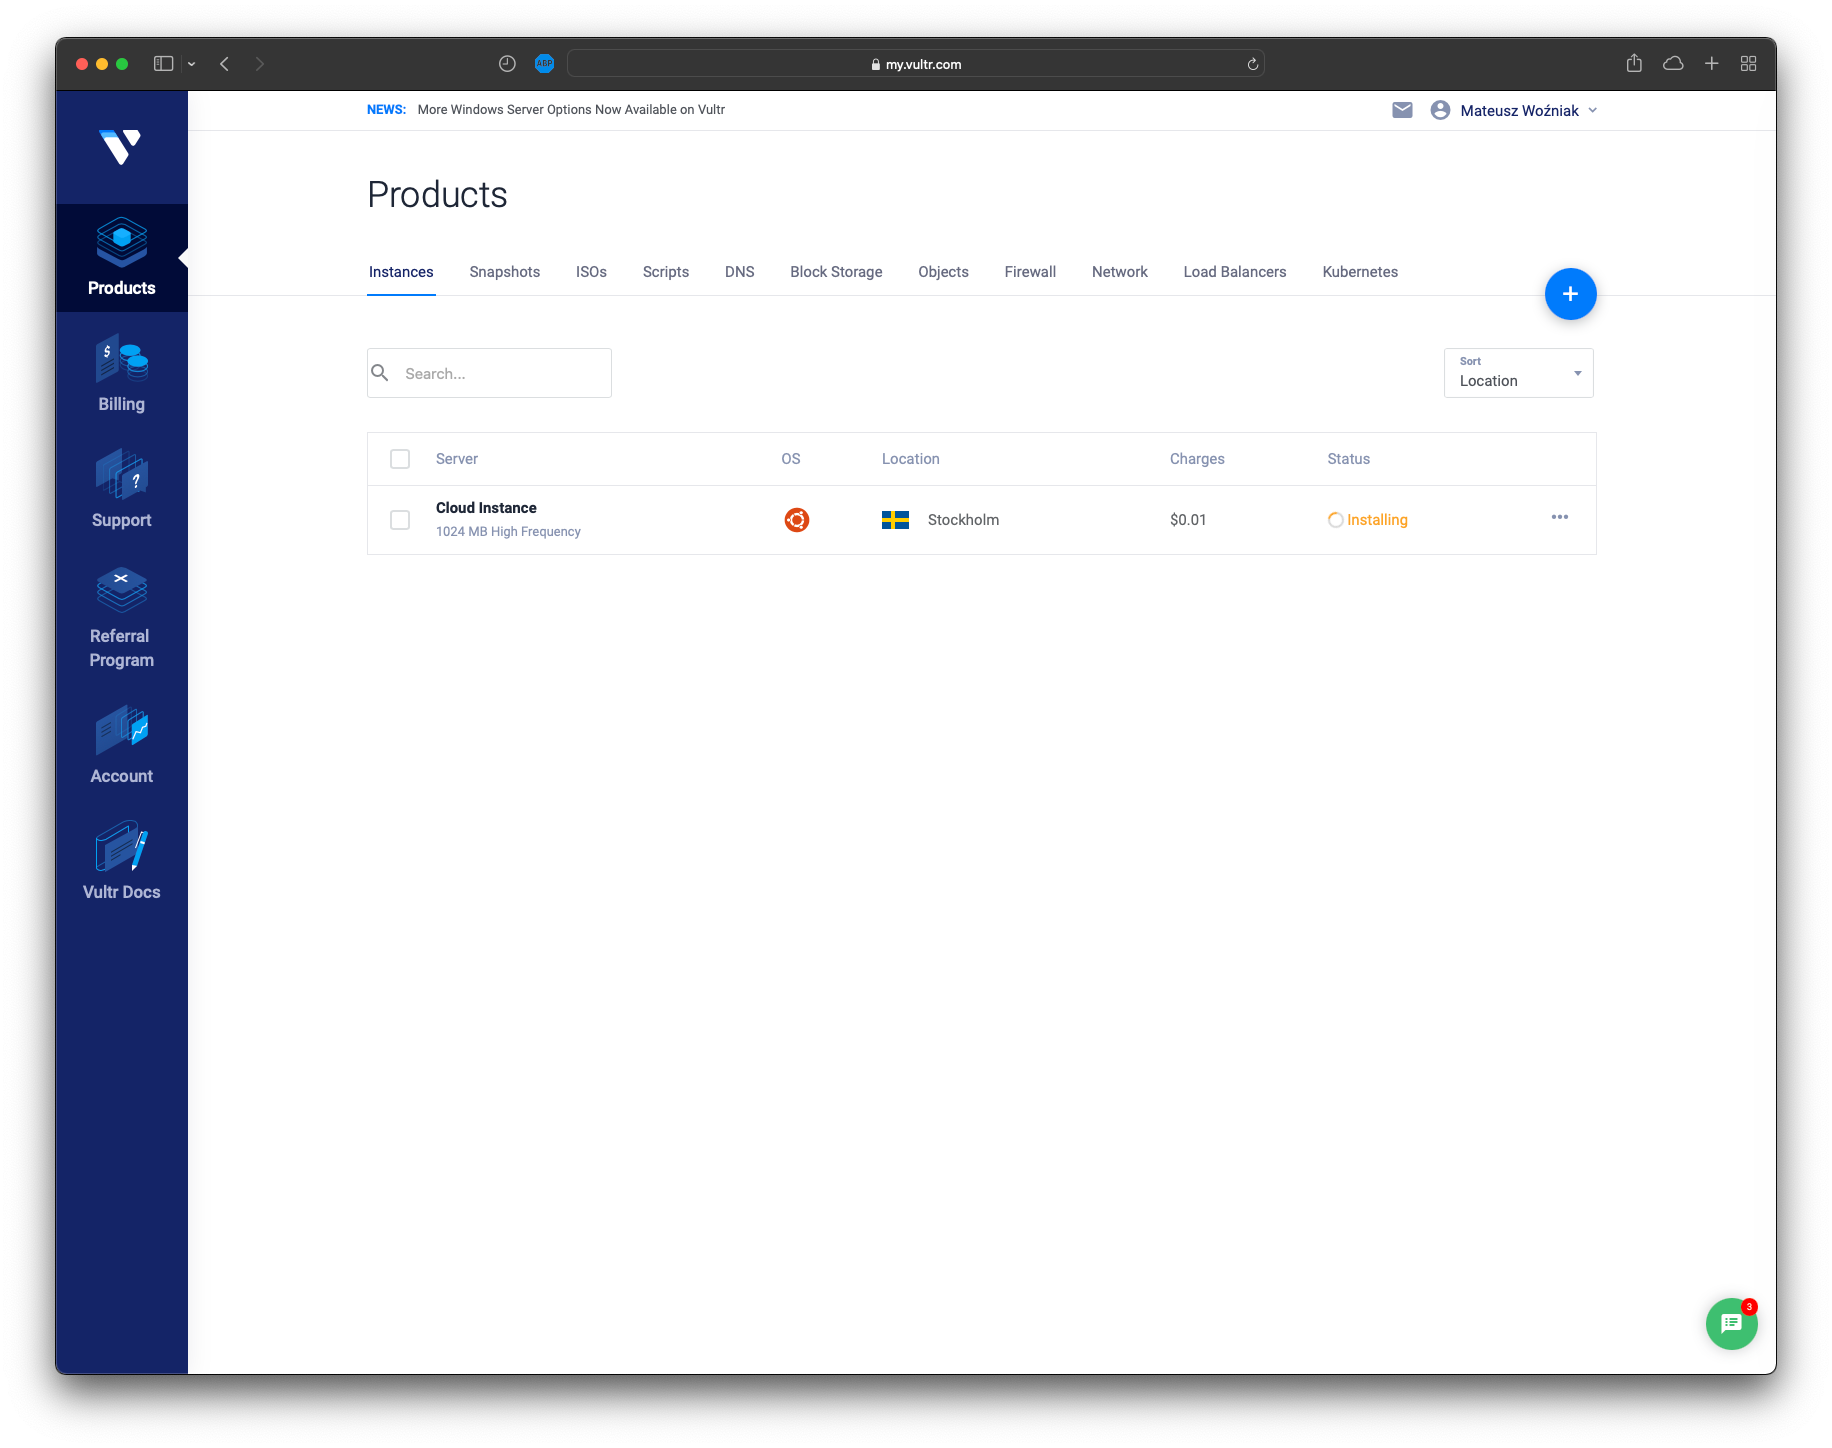 ABP
my.vultr.com
NEWS: More Windows Server Options Now Available on Vultr
Mateusz Woźniak
Products
Products
Instances Snapshots ISOs Scripts DNS Block Storage Objects Firewall Network Load Balancers Kubernetes
+
Search...
Sort
Location
Server OS Location Charges Status
Cloud Instance
1024 MB High Frequency
Stockholm $0.01 Installing
$
Billing
?
Support
Referral
Program
Account
Vultr Docs
3